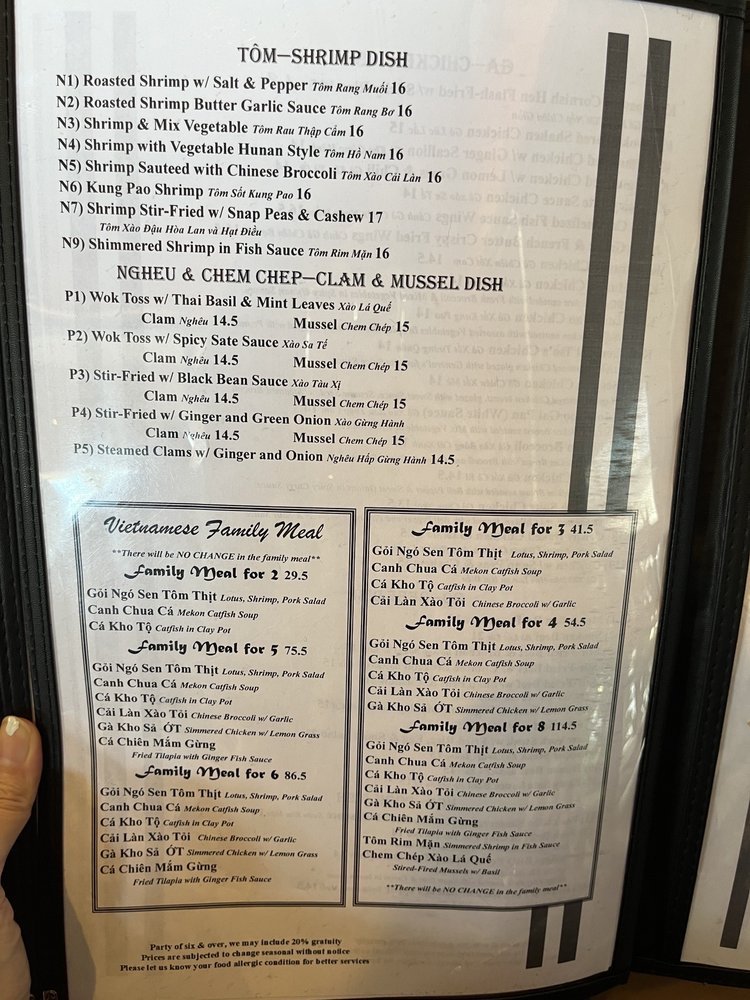 TÔM—SHRIMP DISH
N1) Roasted Shrimp w/ Salt & Pepper Tôm Rang Muối 16
N2) Roasted Shrimp Butter Garlic Sauce Tôm Rang Bơ 16
N3) Shrimp & Mix Vegetable Tôm Rau Thập Cẩm 16
N4) Shrimp with Vegetable Hunan Style Tôm Hồ Nam 16
N5) Shrimp Sauteed with Chinese Broccoli Tôm Xào Cải Làn 16
N6) Kung Pao Shrimp Tôm Sốt Kung Pao 16
N7) Shrimp Stir-Fried w/ Snap Peas & Cashew 17
Tôm Xào Đậu Hòa Lan và Hạt Điều
N9) Shimmered Shrimp in Fish Sauce Tôm Rim Mặn 16
NGHEU & CHEM CHEP—CLAM & MUSSEL DISH
P1) Wok Toss w/ Thai Basil & Mint Leaves Xào Lá Quế
Clam Nghêu 14.5 Mussel Chem Chép 15
P2) Wok Toss w/ Spicy Sate Sauce Xào Sa Tế
Clam Nghêu 14.5 Mussel Chem Chép 15
P3) Stir-Fried w/ Black Bean Sauce Xào Tàu Xị
Clam Nghêu 14.5 Mussel Chem Chép 15
P4) Stir-Fried w/ Ginger and Green Onion Xào Gừng Hành
Clam Nghêu 14.5 Mussel Chem Chép 15
P5) Steamed Clams w/ Ginger and Onion Nghêu Hấp Gừng Hành 14.5
Vietnamese Family Meal
**There will be NO CHANGE in the family meal**
Family Meal for 2 29.5
Gỏi Ngó Sen Tôm Thịt Lotus, Shrimp, Pork Salad
Canh Chua Cá Mekon Catfish Soup
Cá Kho Tộ Catfish in Clay Pot
Family Meal for 5 75.5
Gỏi Ngó Sen Tôm Thịt Lotus, Shrimp, Pork Salad
Canh Chua Cá Mekon Catfish Soup
Cá Kho Tộ Catfish in Clay Pot
Cải Làn Xào Tỏi Chinese Broccoli w/ Garlic
Gà Kho Sả ỚT Simmered Chicken w/ Lemon Grass
Cá Chiên Mắm Gừng
Fried Tilapia with Ginger Fish Sauce
Family Meal for 6 86.5
Gỏi Ngó Sen Tôm Thịt Lotus, Shrimp, Pork Salad
Canh Chua Cá Mekon Catfish Soup
Cá Kho Tộ Catfish in Clay Pot
Cải Làn Xào Tỏi Chinese Broccoli w/ Garlic
Gà Kho Sả ỚT Simmered Chicken w/ Lemon Grass
Cá Chiên Mắm Gừng
Fried Tilapia with Ginger Fish Sauce
Family Meal for 3 41.5
Gỏi Ngó Sen Tôm Thịt Lotus, Shrimp, Pork Salad
Canh Chua Cá Mekon Catfish Soup
Cá Kho Tộ Catfish in Clay Pot
Cải Làn Xào Tỏi Chinese Broccoli w/ Garlic
Family Meal for 4 54.5
Gỏi Ngó Sen Tôm Thịt Lotus, Shrimp, Pork Salad
Canh Chua Cá Mekon Catfish Soup
Cá Kho Tộ Catfish in Clay Pot
Cải Làn Xào Tỏi Chinese Broccoli w/ Garlic
Gà Kho Sả ỚT Simmered Chicken w/ Lemon Grass
Family Meal for 8 114.5
Gỏi Ngó Sen Tôm Thịt Lotus, Shrimp, Pork Salad
Canh Chua Cá Mekon Catfish Soup
Cá Kho Tộ Catfish in Clay Pot
Cải Làn Xào Tỏi Chinese Broccoli w/ Garlic
Gà Kho Sả ỚT Simmered Chicken w/ Lemon Grass
Cá Chiên Mắm Gừng
Fried Tilapia with Ginger Fish Sauce
Tôm Rim Mặn Simmered Shrimp in Fish Sauce
Chem Chép Xào Lá Quế
Stired-Fired Mussels w/ Basil
**There will be NO CHANGE in the family meal**
Party of six & over, we may include 20% gratuity
Prices are subjected to change seasonal without notice
Please let us know your food allergic condition for better services